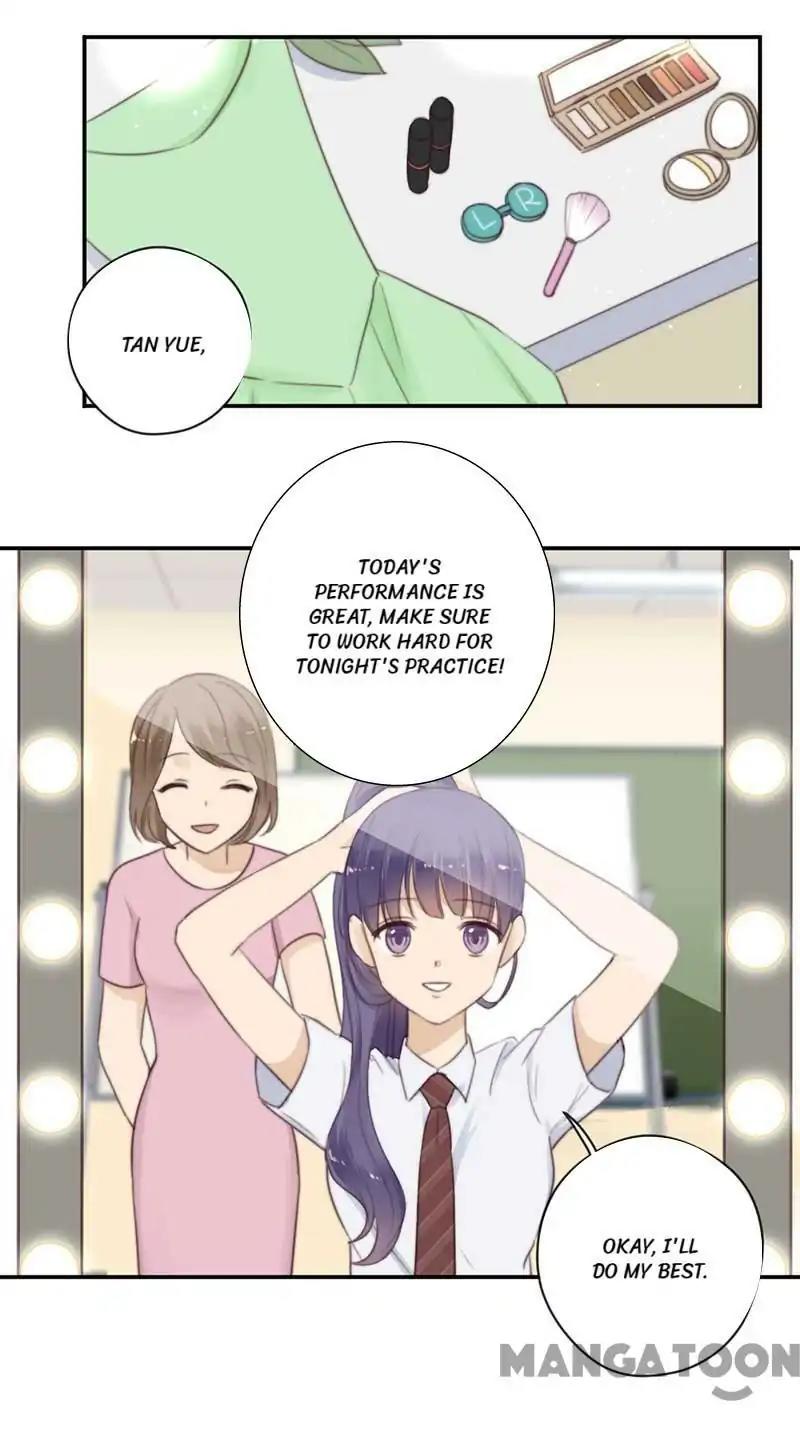 L R
TAN YUE,
TODAY'S
PERFORMANCE IS
GREAT, MAKE SURE
TO WORK HARD FOR
TONIGHT'S PRACTICE!
OKAY, I'LL
DO MY BEST.
MANGATOON